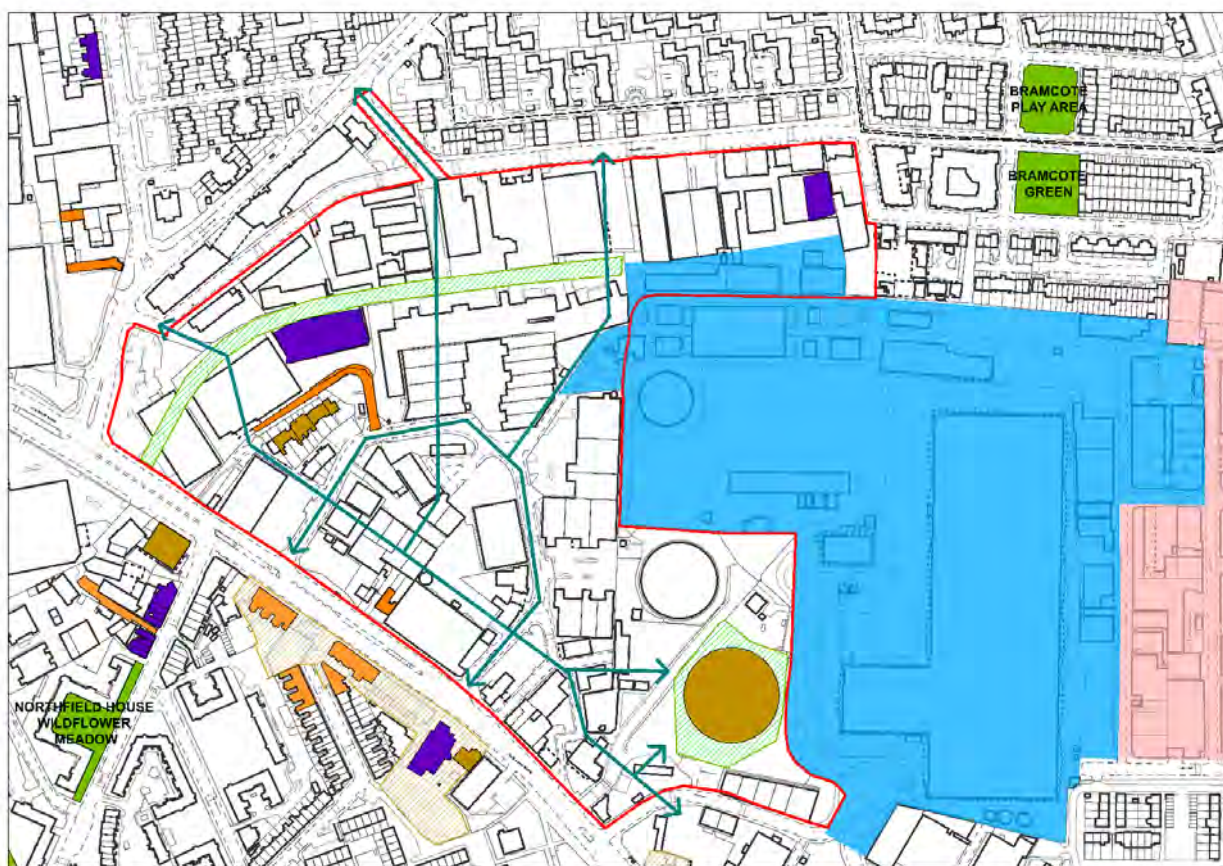 BRAMCOTE
PLAY AREA
BRAMCOTE
GREEN
NORTHFIELD HOUSE
WILDFLOWER
MEADOW